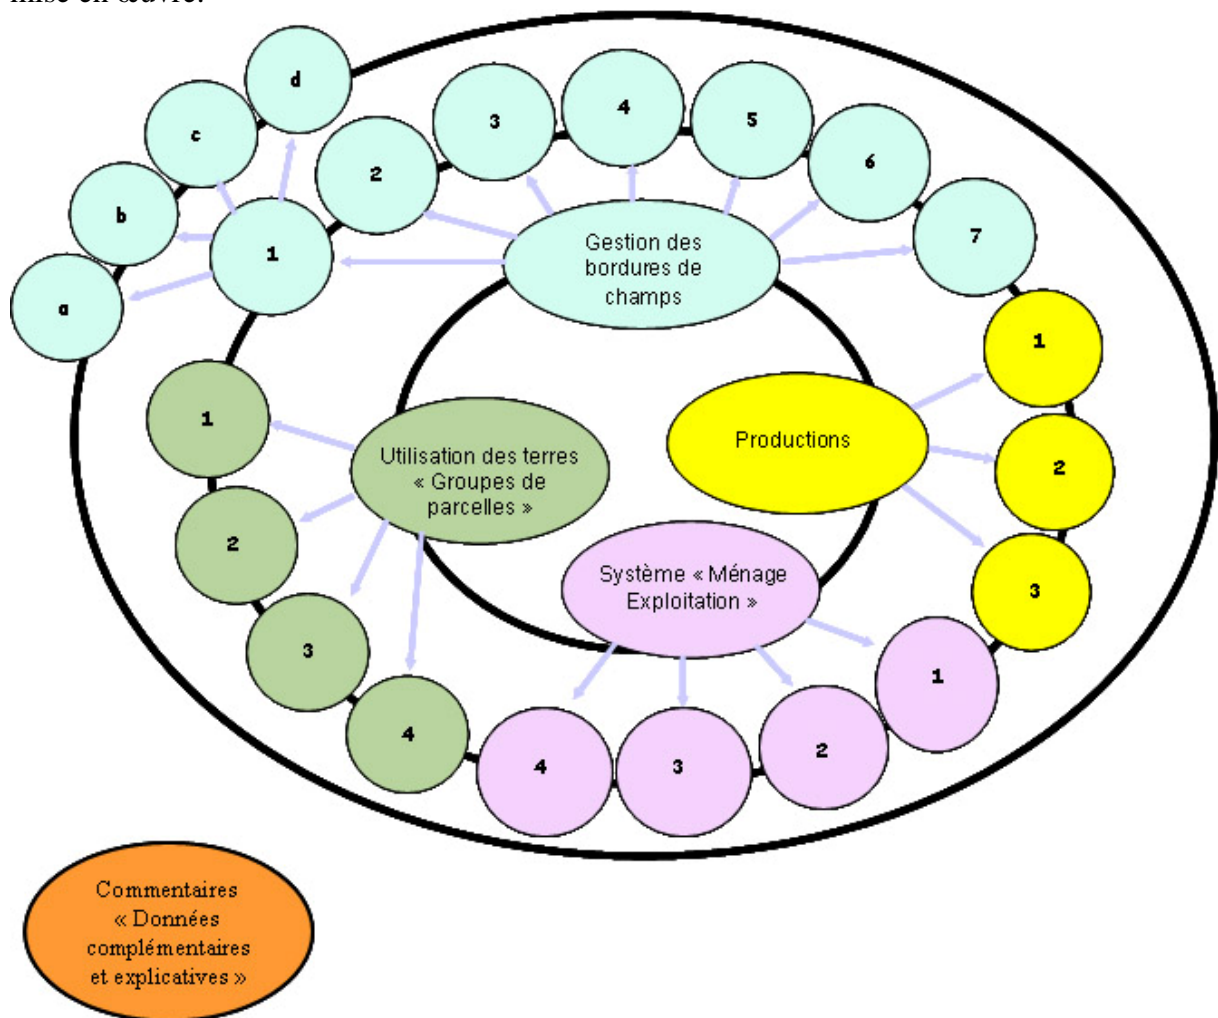 mise en œuvre.
d
c
b
a
1
2
3
4
5
6
7
Gestion des
bordures de
champs
1
2
3
Productions
1
2
3
4
Utilisation des terres
« Groupes de
parcelles »
Système « Ménage
Exploitation »
1
2
3
4
Commentaires
« Données
complémentaires
et explicatives »